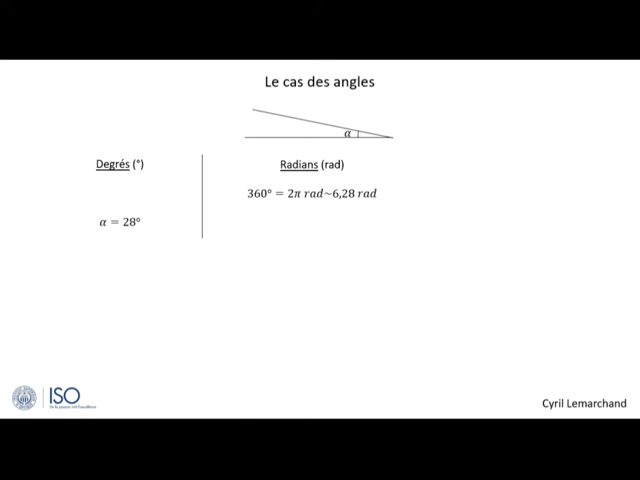 Le cas des angles
α
Degrés (°)
Radians (rad)
360° = 2π rad~6,28 rad
α = 28°
ISO
Cyril Lemarchand